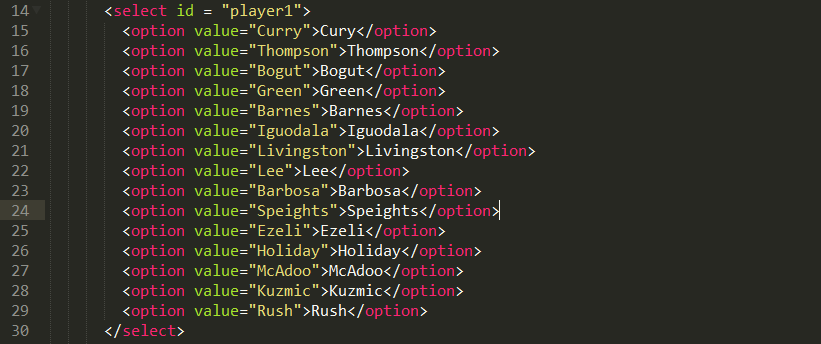 14 <select id = "player1">
15 <option value="Curry">Cury</option>
16 <option value="Thompson">Thompson</option>
17 <option value="Bogut">Bogut</option>
18 <option value="Green">Green</option>
19 <option value="Barnes">Barnes</option>
20 <option value="Iguodala">Iguodala</option>
21 <option value="Livingston">Livingston</option>
22 <option value="Lee">Lee</option>
23 <option value="Barbosa">Barbosa</option>
24 <option value="Speights">Speights</option>
25 <option value="Ezeli">Ezeli</option>
26 <option value="Holiday">Holiday</option>
27 <option value="McAdoo">McAdoo</option>
28 <option value="Kuzmic">Kuzmic</option>
29 <option value="Rush">Rush</option>
30 </select>